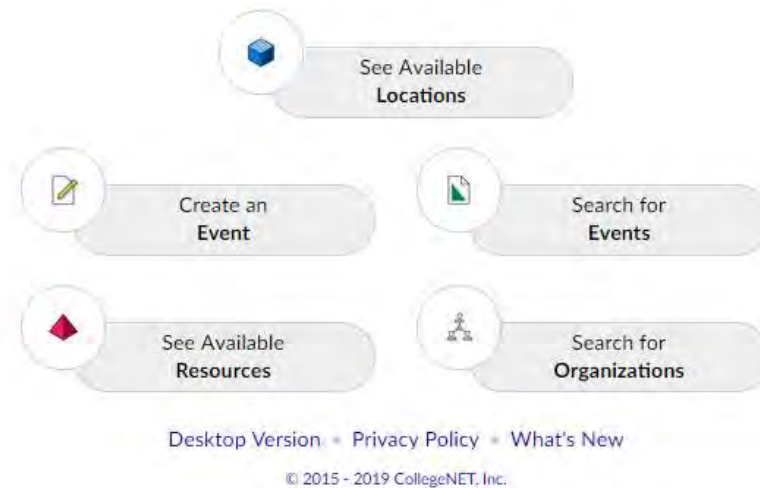 See Available
Locations
Create an
Event
Search for
Events
See Available
Resources
Search for
Organizations
Desktop Version • Privacy Policy • What's New
© 2015 - 2019 CollegeNET, Inc.